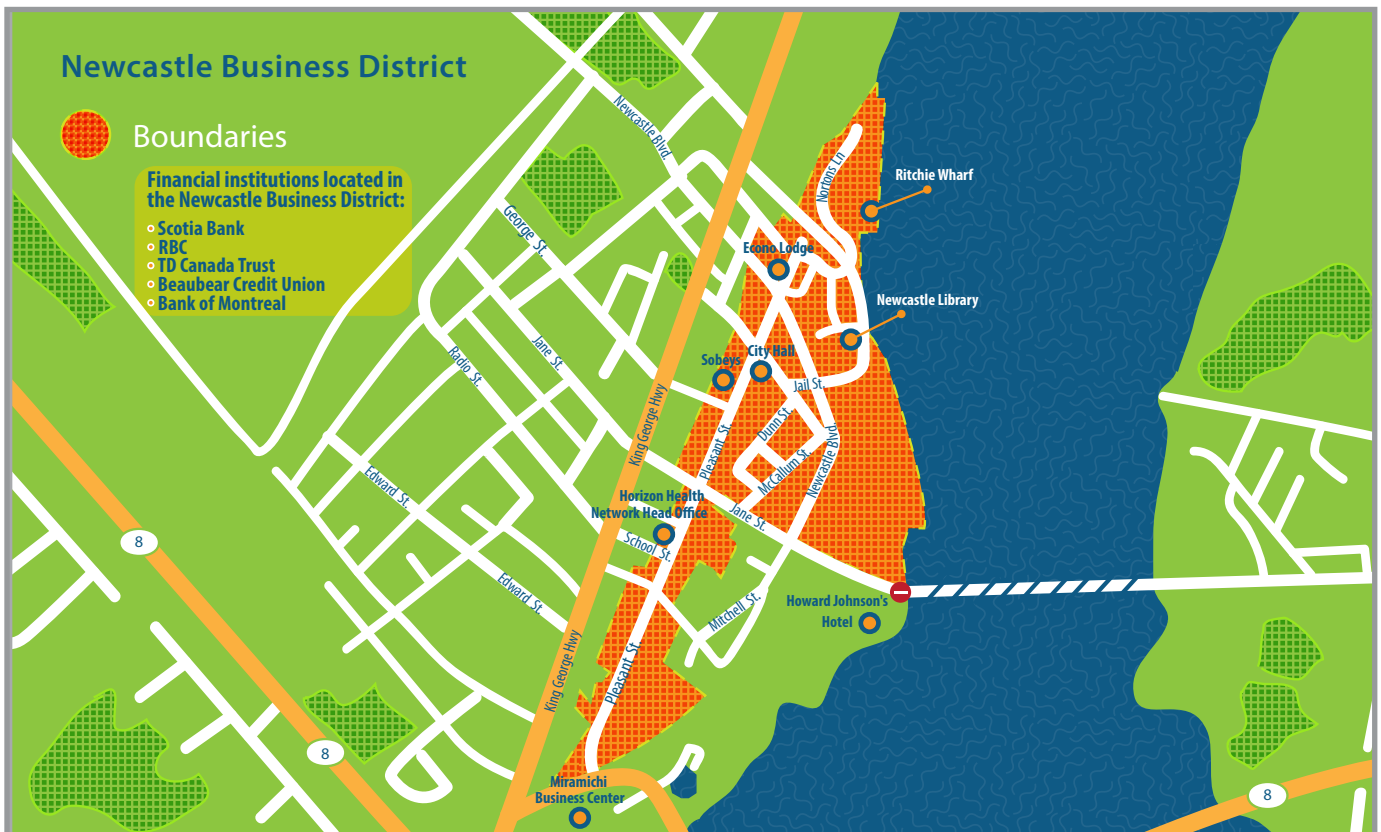 Newcastle Business District
Boundaries
Financial institutions located in
the Newcastle Business District:
Scotia Bank
RBC
TD Canada Trust
Beaubear Credit Union
Bank of Montreal
Newcastle Blvd.
Nortons Ln
Ritchie Wharf
George St.
Econo Lodge
Newcastle Library
Radio St.
Jane St.
Sobeys
City Hall
Jail St.
King George Hwy
Pleasant St.
Dunn St.
McCallum St.
Newcastle Blvd
Edward St.
Horizon Health
Network Head Office
Jane St.
School St.
8
Edward St.
Mitchell St.
Howard Johnson's
Hotel
King George Hwy
Pleasant St.
8
Miramichi
Business Center
8